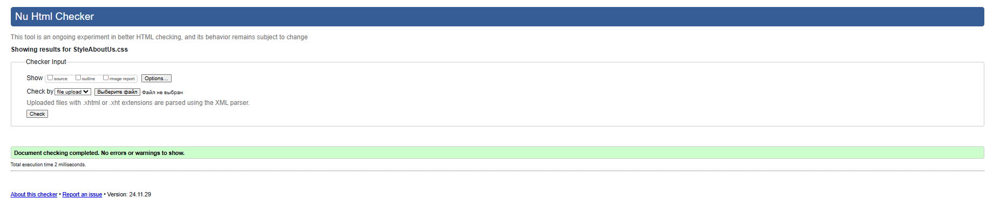 Nu Html Checker
This tool is an ongoing experiment in better HTML checking, and its behavior remains subject to change
Showing results for StyleAboutUs.css
Checker Input
Show source outline image report Options...
Check by file upload Выберите файл Файл не выбран
Uploaded files with .xhtml or .xht extensions are parsed using the XML parser.
Check
Document checking completed. No errors or warnings to show.
Total execution time 2 milliseconds.
About this checker • Report an issue • Version: 24.11.29